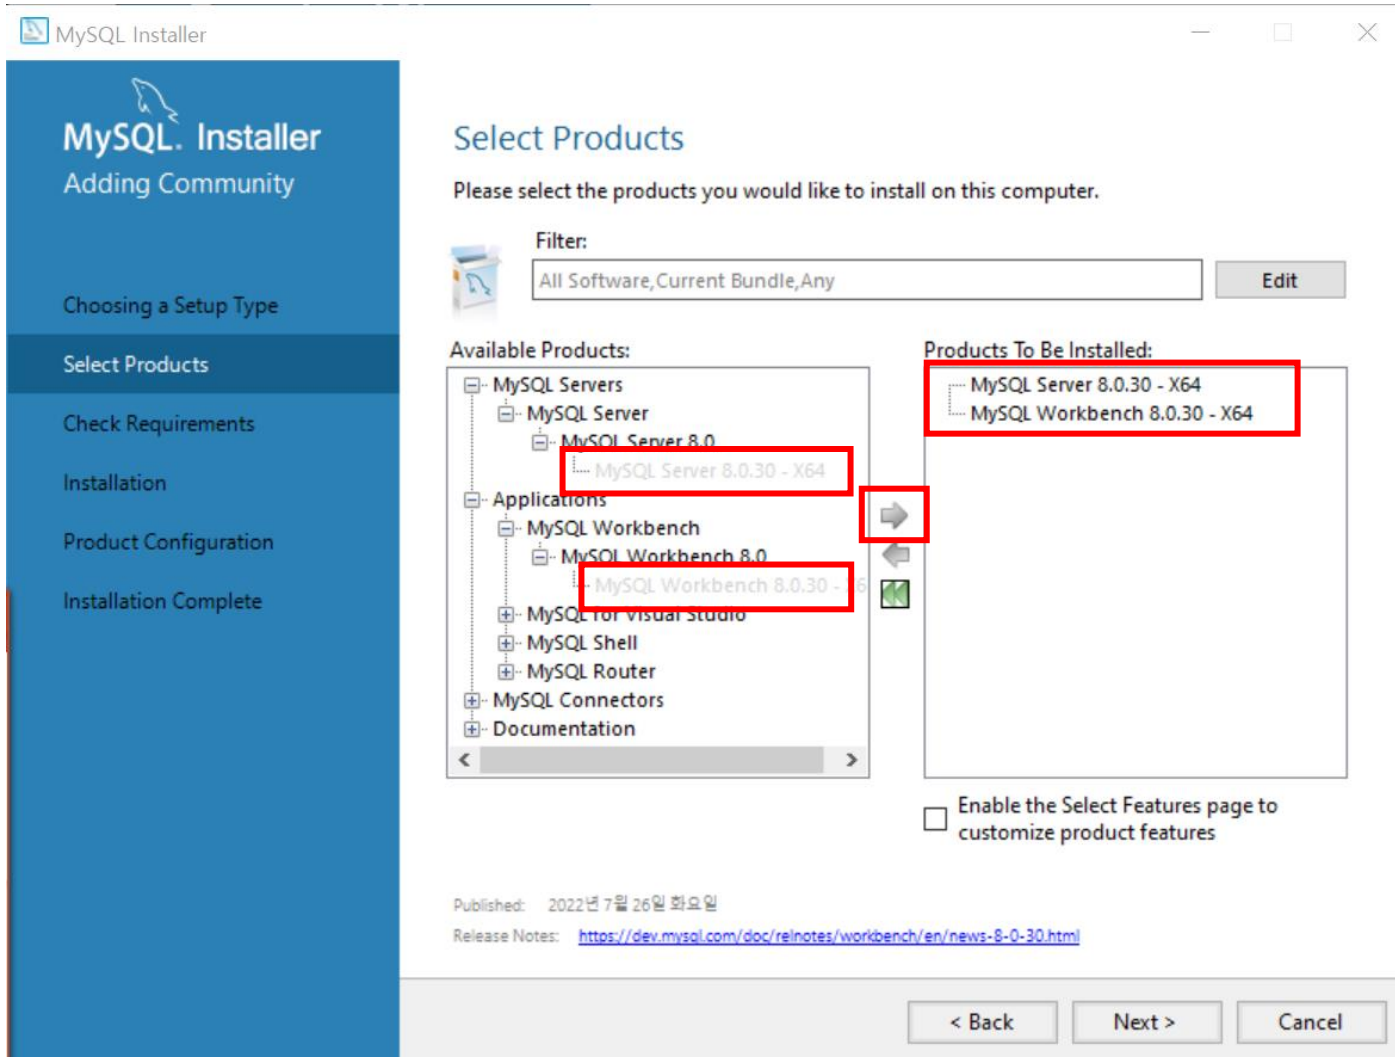 MySQL Installer
MySQL. Installer
Adding Community
Choosing a Setup Type
Select Products
Check Requirements
Installation
Product Configuration
Installation Complete
Select Products
Please select the products you would like to install on this computer.
Filter:
All Software,Current Bundle,Any
Edit
Available Products:
MySQL Servers
MySQL Server
MySQL Server 8.0
MySQL Server 8.0.30 - X64
Applications
MySQL Workbench
MySQL Workbench 8.0
MySQL Workbench 8.0.30 - X6
MySQL for Visual Studio
MySQL Shell
MySQL Router
MySQL Connectors
Documentation
Products To Be Installed:
MySQL Server 8.0.30 - X64
MySQL Workbench 8.0.30 - X64
Enable the Select Features page to
customize product features
Published: 2022년 7월 26일 화요일
Release Notes: https://dev.mysql.com/doc/relnotes/workbench/en/news-8-0-30.html
< Back
Next >
Cancel